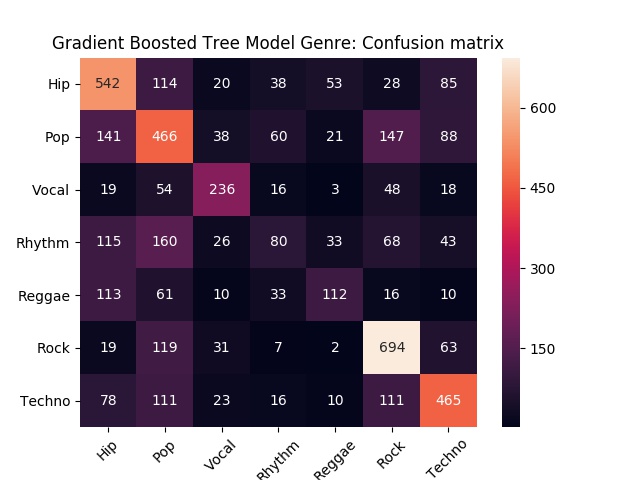 Gradient Boosted Tree Model Genre: Confusion matrix
Hip 542 114 20 38 53 28 85
Pop 141 466 38 60 21 147 88
Vocal 19 54 236 16 3 48 18
Rhythm 115 160 26 80 33 68 43
Reggae 113 61 10 33 112 16 10
Rock 19 119 31 7 2 694 63
Techno 78 111 23 16 10 111 465
Hip Pop Vocal Rhythm Reggae Rock Techno
600
450
300
150